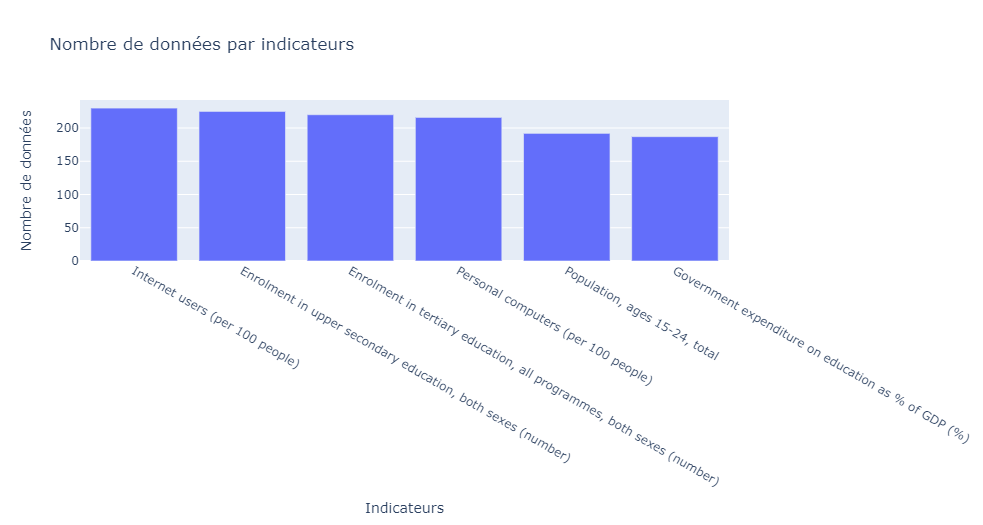 Nombre de données par indicateurs
Nombre de données
200
150
100
50
0
Internet users (per 100 people)
Enrolment in upper secondary education, both sexes (number)
Enrolment in tertiary education, all programmes, both sexes (number)
Personal computers (per 100 people)
Population, ages 15-24, total
Government expenditure on education as % of GDP (%)
Indicateurs